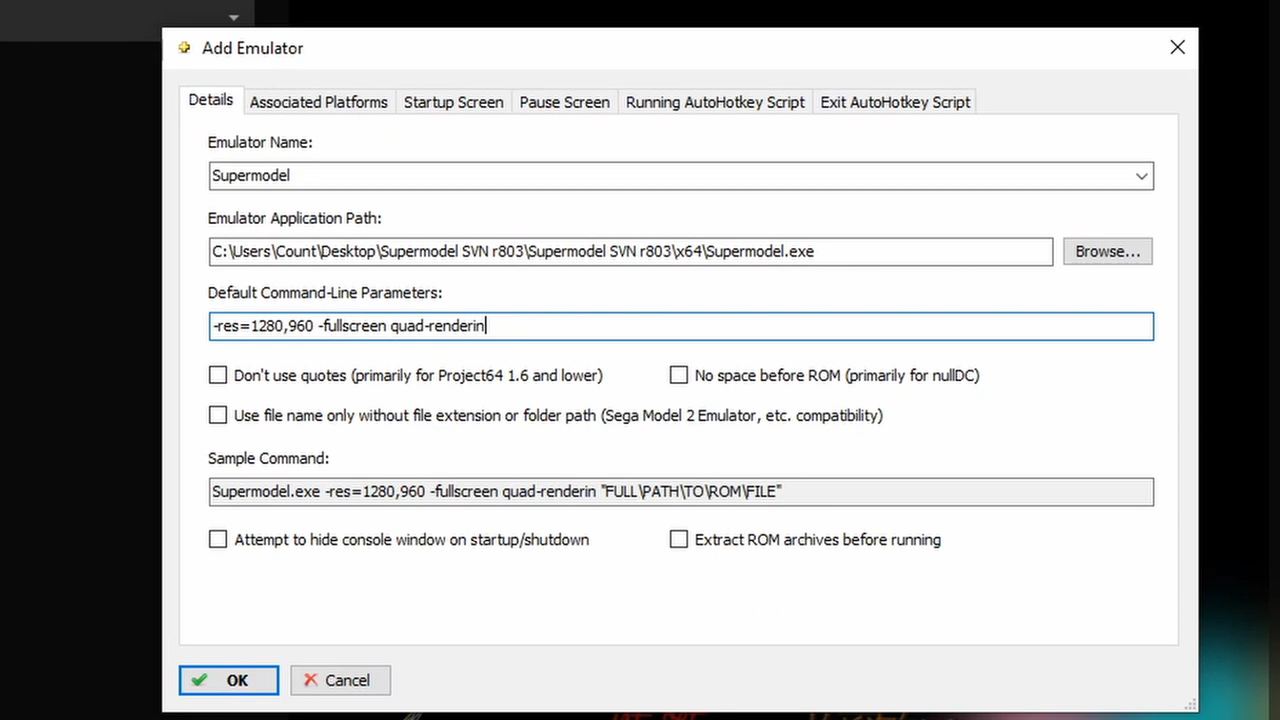 Add Emulator
Details Associated Platforms Startup Screen Pause Screen Running AutoHotkey Script Exit AutoHotkey Script
Emulator Name:
Supermodel
Emulator Application Path:
C:\Users\Count\Desktop\Supermodel SVN r803\Supermodel SVN r803\x64\Supermodel.exe Browse...
Default Command-Line Parameters:
-res=1280,960 -fullscreen quad-renderin
Don't use quotes (primarily for Project64 1.6 and lower) No space before ROM (primarily for nullDC)
Use file name only without file extension or folder path (Sega Model 2 Emulator, etc. compatibility)
Sample Command:
Supermodel.exe -res=1280,960 -fullscreen quad-renderin "FULL\PATH\TO\ROM\FILE"
Attempt to hide console window on startup/shutdown Extract ROM archives before running
OK Cancel